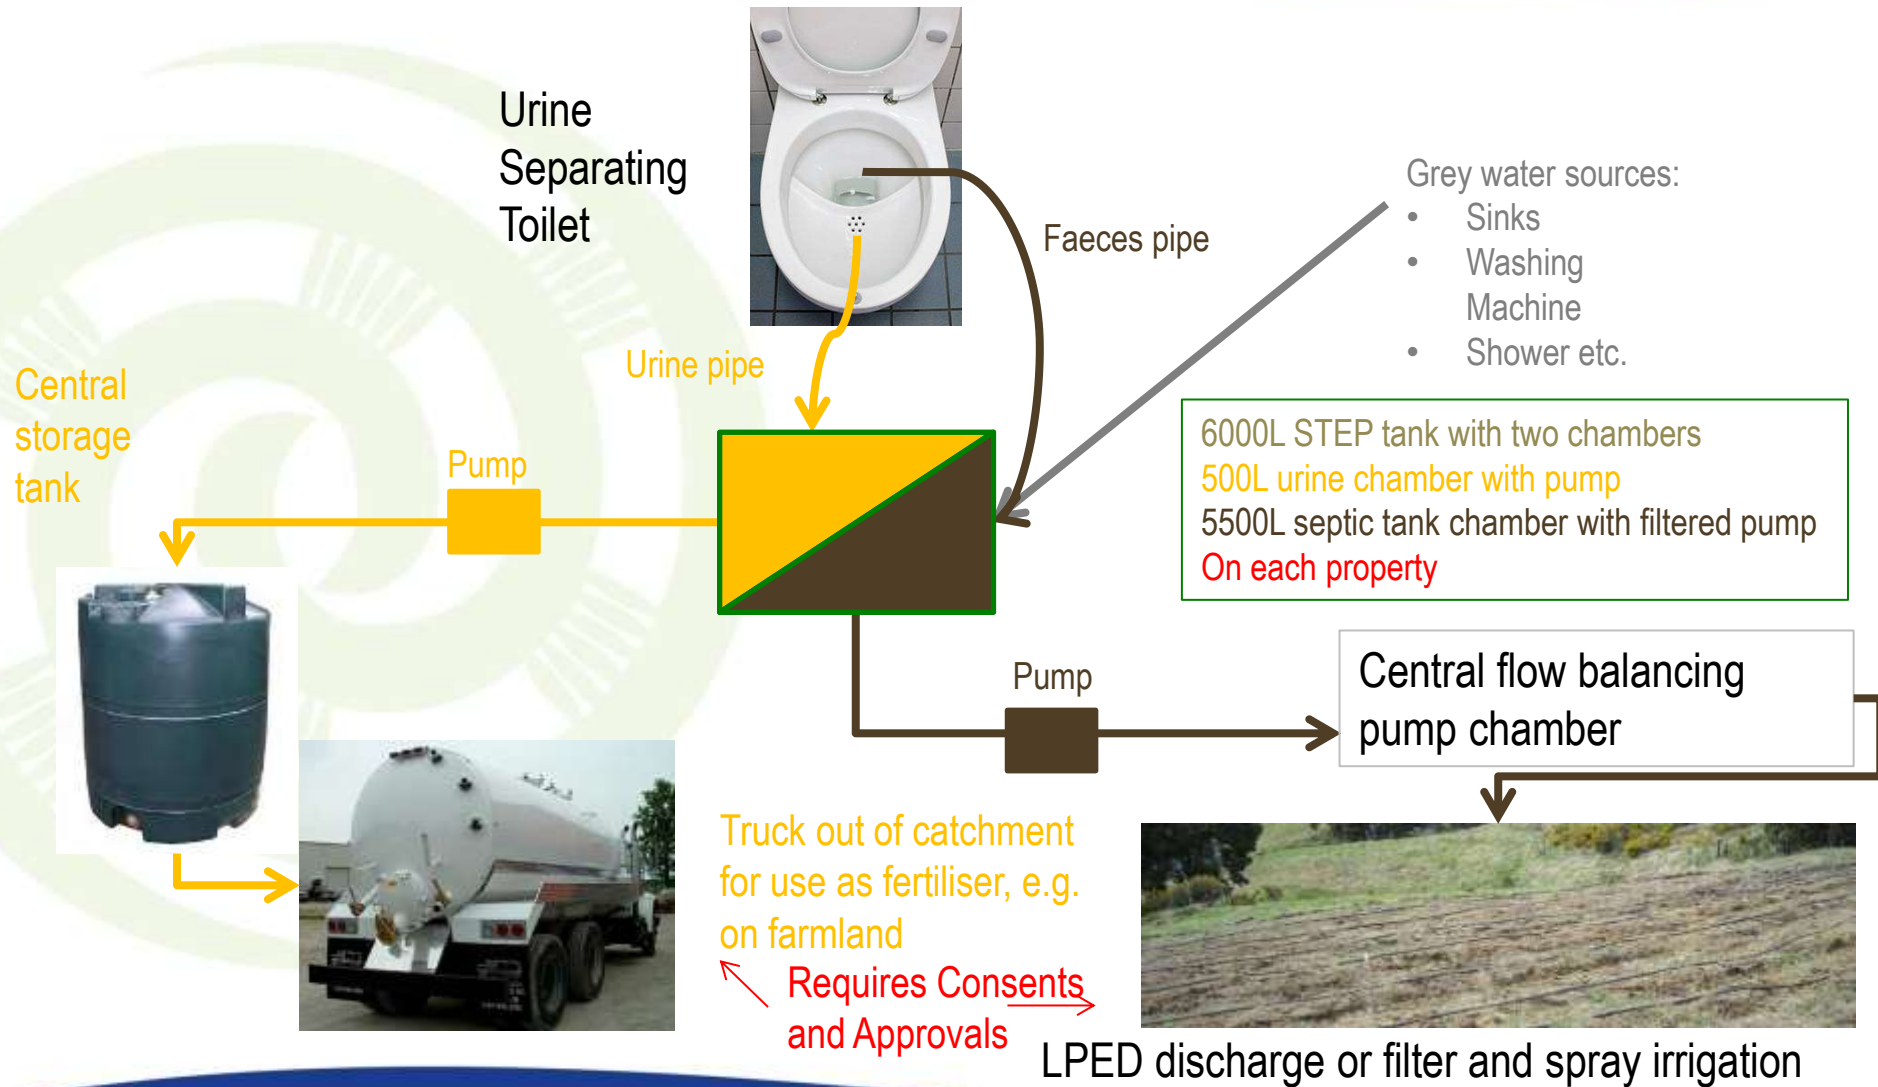 Urine
Separating
Toilet
Grey water sources:
• Sinks
• Washing
Machine
• Shower etc.
Faeces pipe
Urine pipe
Central
storage
tank
Pump
6000L STEP tank with two chambers
500L urine chamber with pump
5500L septic tank chamber with filtered pump
On each property
Pump
Central flow balancing
pump chamber
Truck out of catchment
for use as fertiliser, e.g.
on farmland
Requires Consents
and Approvals
LPED discharge or filter and spray irrigation